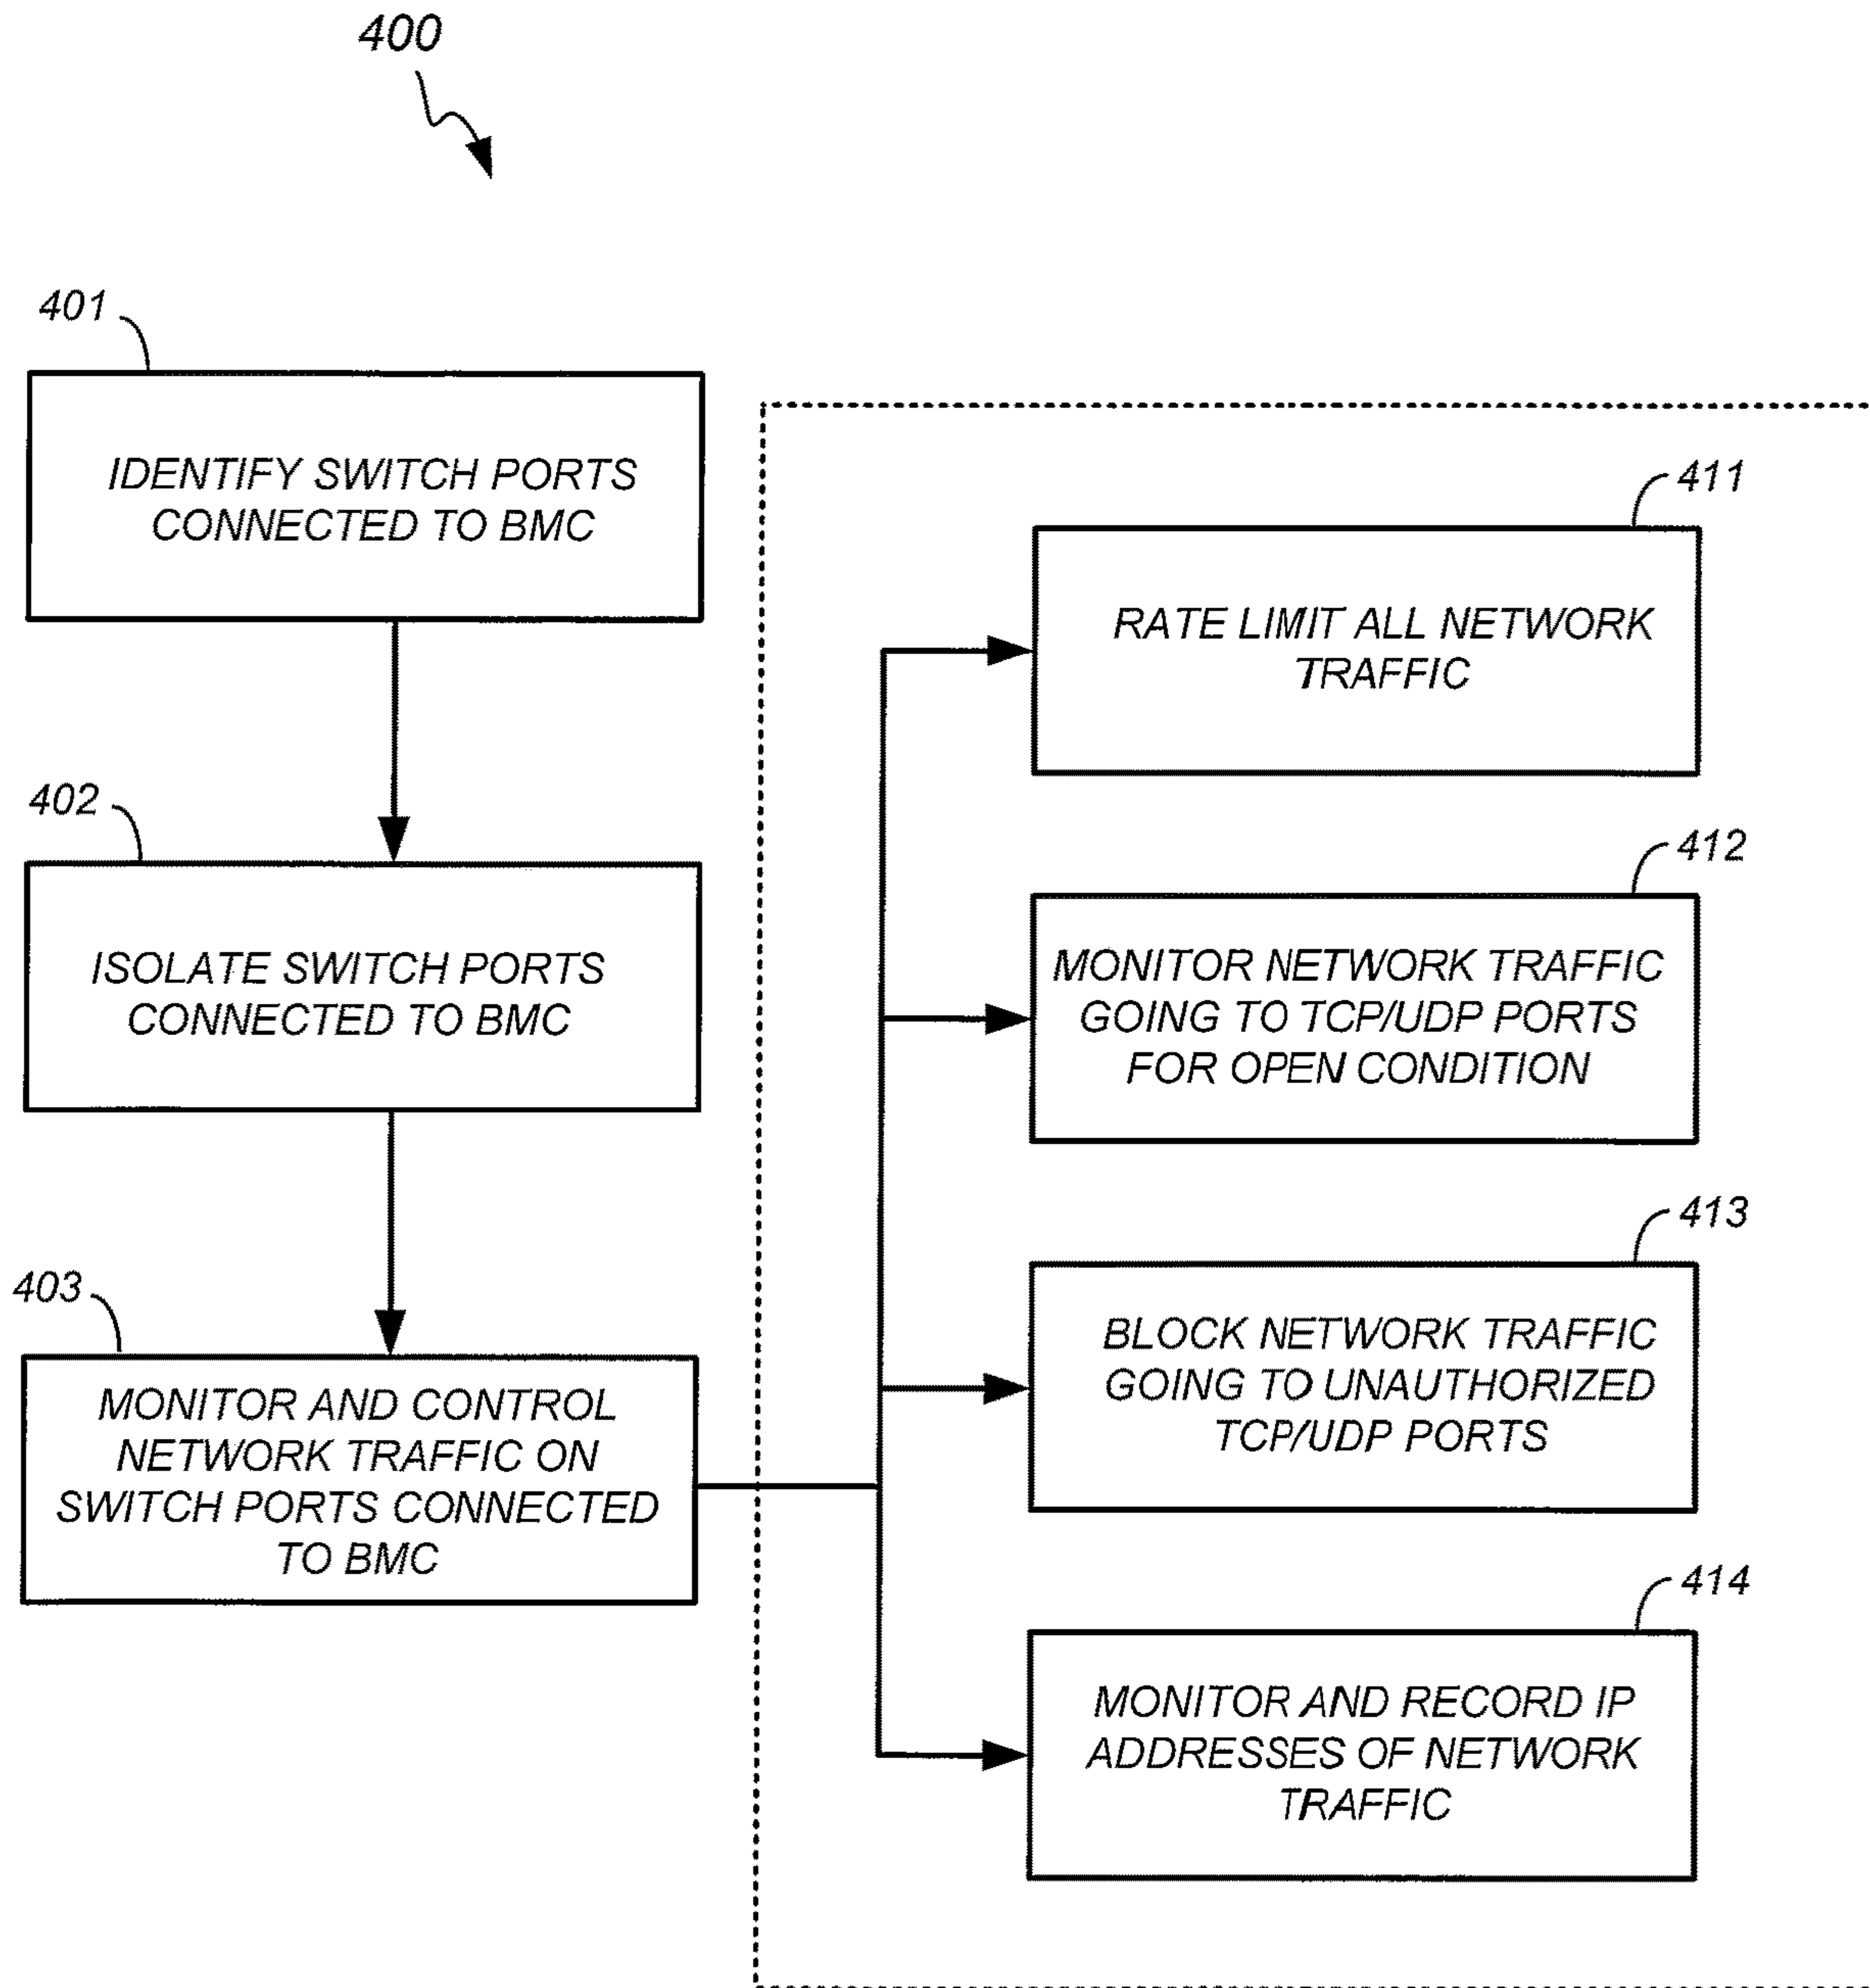 400
401
IDENTIFY SWITCH PORTS
CONNECTED TO BMC
402
ISOLATE SWITCH PORTS
CONNECTED TO BMC
403
MONITOR AND CONTROL
NETWORK TRAFFIC ON
SWITCH PORTS CONNECTED
TO BMC
411
RATE LIMIT ALL NETWORK
TRAFFIC
412
MONITOR NETWORK TRAFFIC
GOING TO TCP/UDP PORTS
FOR OPEN CONDITION
413
BLOCK NETWORK TRAFFIC
GOING TO UNAUTHORIZED
TCP/UDP PORTS
414
MONITOR AND RECORD IP
ADDRESSES OF NETWORK
TRAFFIC